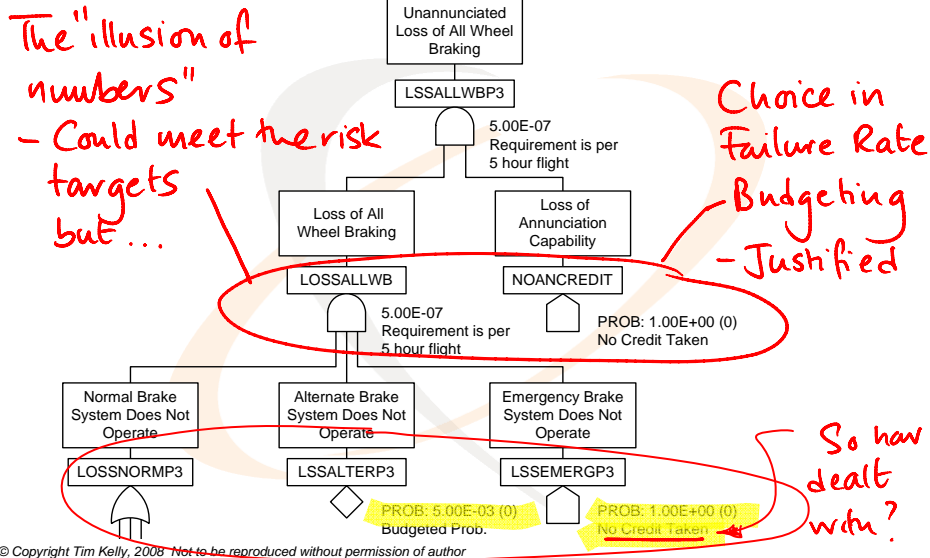 Unannunciated
Loss of All Wheel
Braking
LSSALLWBP3
5.00E-07
Requirement is per
5 hour flight
The "illusion of
numbers"
- Could meet the risk
targets
but ...
Choice in
Failure Rate
Budgeting
- Justified
Loss of All
Wheel Braking
Loss of
Annunciation
Capability
LOSSALLWB
NOANCREDIT
5.00E-07
Requirement is per
5 hour flight
PROB: 1.00E+00 (0)
No Credit Taken
Normal Brake
System Does Not
Operate
Alternate Brake
System Does Not
Operate
Emergency Brake
System Does Not
Operate
LOSSNORMP3
LSSALTERP3
LSSEMERGP3
So how
dealt
with?
PROB: 5.00E-03 (0)
Budgeted Prob.
PROB: 1.00E+00 (0)
No Credit Taken
© Copyright Tim Kelly, 2008 Not to be reproduced without permission of author